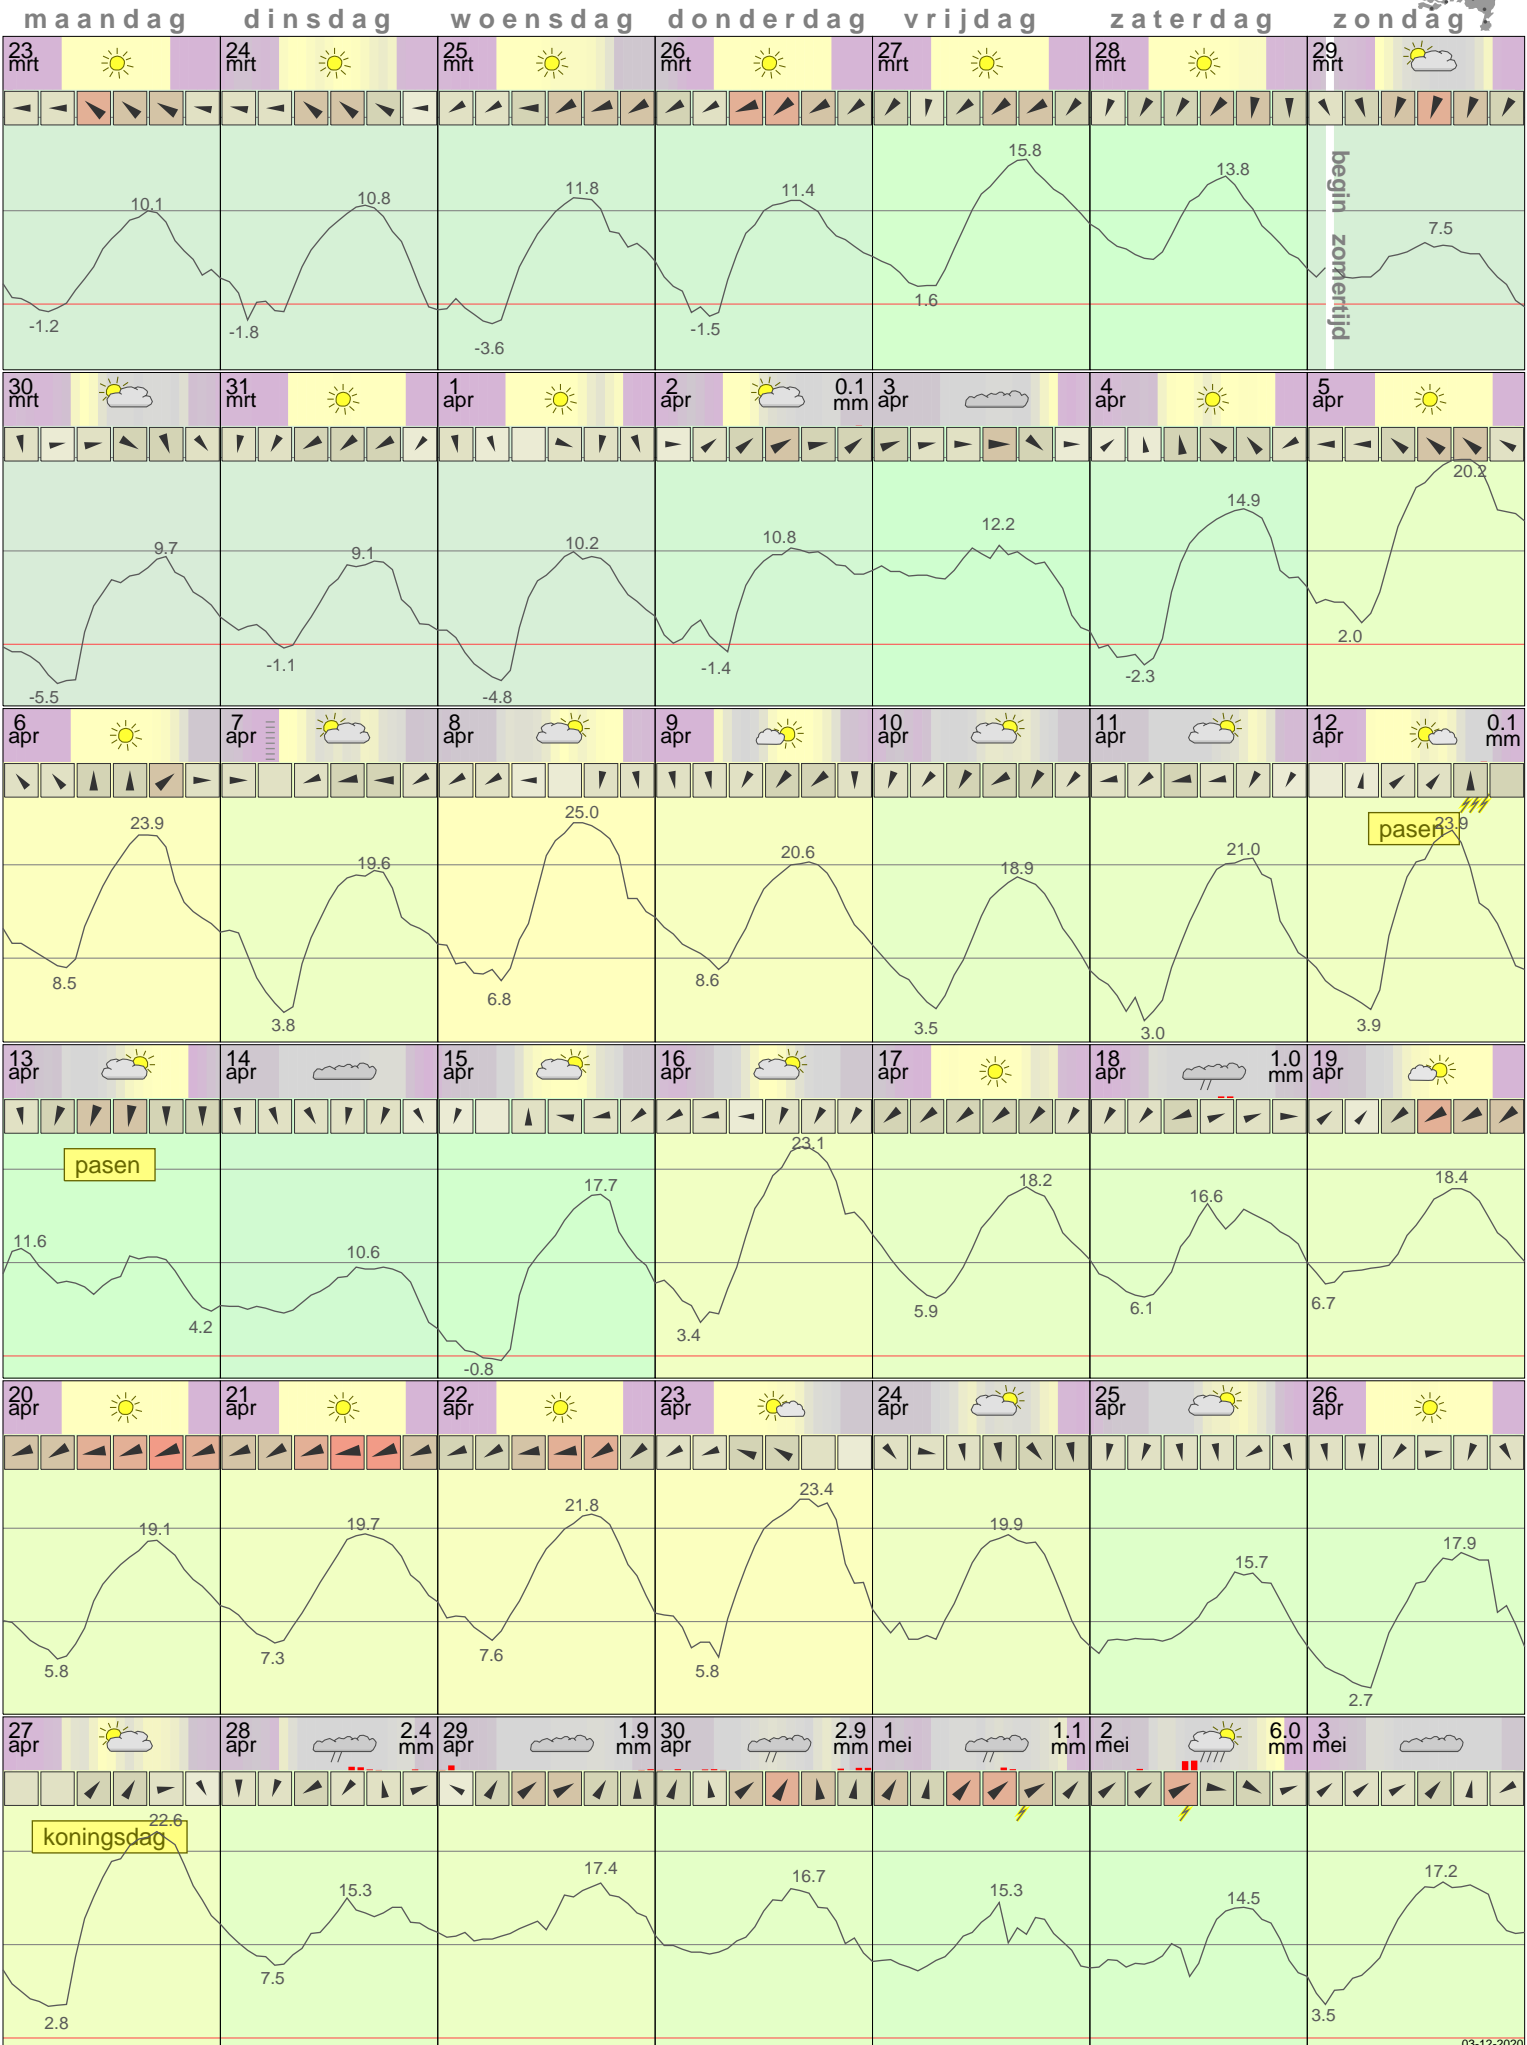 maandag dinsdag woensdag donderdag vrijdag zaterdag zondag
23 24 25 26 27 28 29
mrt mrt mrt mrt mrt mrt mrt
10.1 10.8 11.8 11.4 15.8 13.8 7.5
-1.2 -1.8 -3.6 -1.5 1.6
begin zomertijd
30 31 1 2 0.1 3 4 5
mrt mrt apr apr mm apr apr apr
9.7 9.1 10.2 10.8 12.2 14.9 20.2
-5.5 -1.1 -4.8 -1.4 -2.3 2.0
6 7 8 9 10 11 12 0.1
apr apr apr apr apr apr apr mm
pasen
23.9 19.6 25.0 20.6 18.9 21.0 23.9
8.5 3.8 6.8 8.6 3.5 3.0 3.9
13 14 15 16 17 18 1.0 19
apr apr apr apr apr apr mm apr
pasen
11.6 10.6 17.7 23.1 18.2 16.6 18.4
4.2 -0.8 3.4 5.9 6.1 6.7
20 21 22 23 24 25 26
apr apr apr apr apr apr apr
19.1 19.7 21.8 23.4 19.9 15.7 17.9
5.8 7.3 7.6 5.8 2.7
27 28 2.4 29 1.9 30 2.9 1 1.1 2 6.0 3
apr apr mm apr mm apr mm mei mm mei mm mei
koningsdag
22.6 15.3 17.4 16.7 15.3 14.5 17.2
2.8 7.5 3.5
03-12-2020